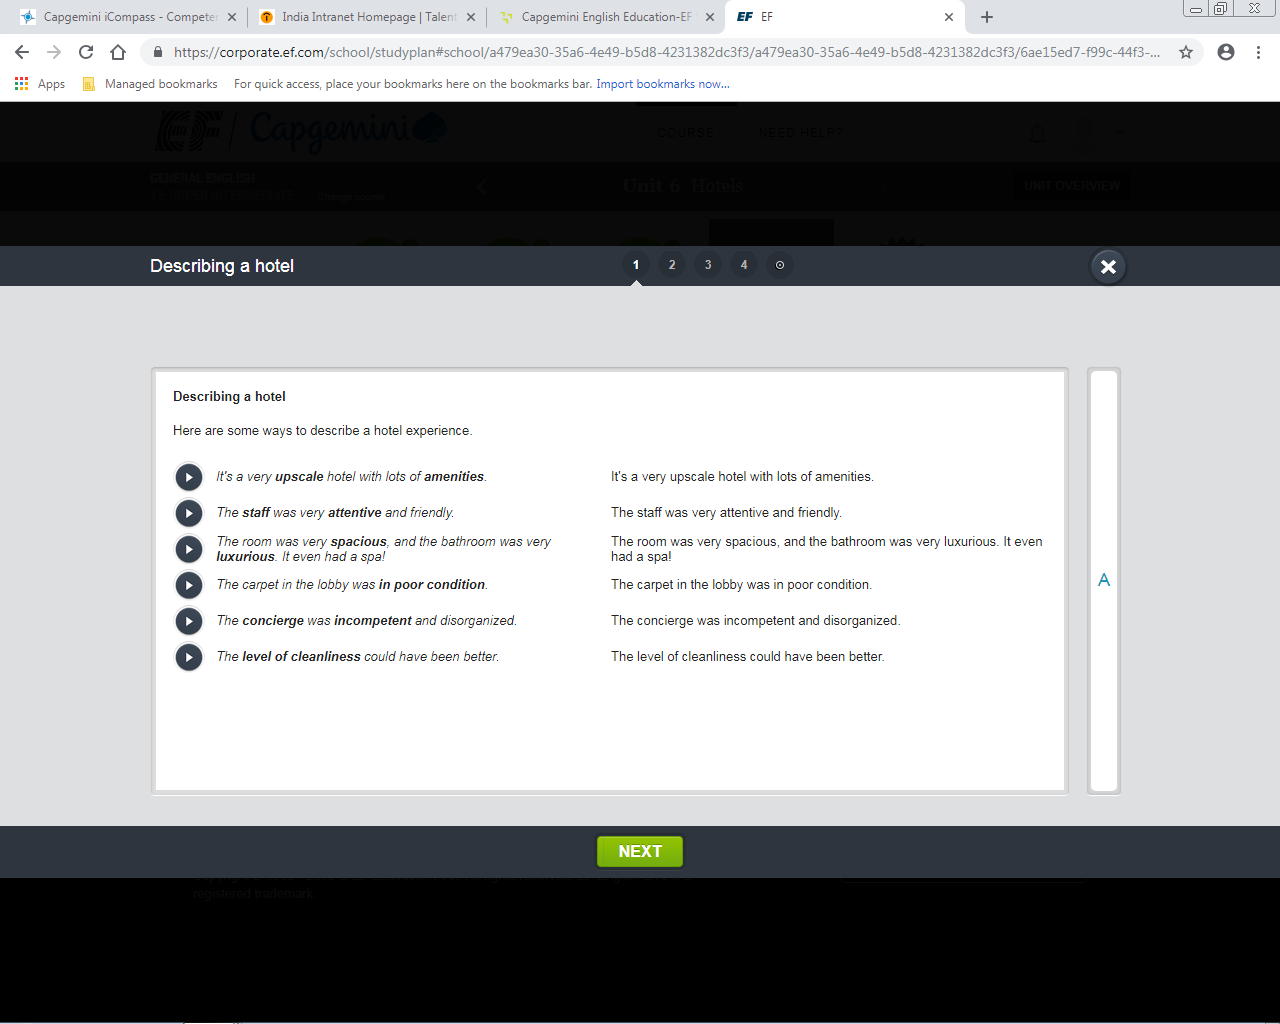 Capgemini iCompass - Compete
India Intranet Homepage | Talent
Capgemini English Education-EF
EF EF
https://corporate.ef.com/school/studyplan#school/a479ea30-35a6-4e49-b5d8-4231382dc3f3/a479ea30-35a6-4e49-b5d8-4231382dc3f3/6ae15ed7-f99c-44f3-...
Apps Managed bookmarks For quick access, place your bookmarks here on the bookmarks bar. Import bookmarks now...
EF Capgemini COURSE NEED HELP?
GENERAL ENGLISH
Change course
Unit 6 Hotels
UNIT OVERVIEW
Describing a hotel 1 2 3 4
Describing a hotel
Here are some ways to describe a hotel experience.
It's a very upscale hotel with lots of amenities. It's a very upscale hotel with lots of amenities.
The staff was very attentive and friendly. The staff was very attentive and friendly.
The room was very spacious, and the bathroom was very
luxurious. It even had a spa!
The room was very spacious, and the bathroom was very luxurious. It even
had a spa!
The carpet in the lobby was in poor condition. The carpet in the lobby was in poor condition.
The concierge was incompetent and disorganized. The concierge was incompetent and disorganized.
The level of cleanliness could have been better. The level of cleanliness could have been better.
A
NEXT
registered trademark